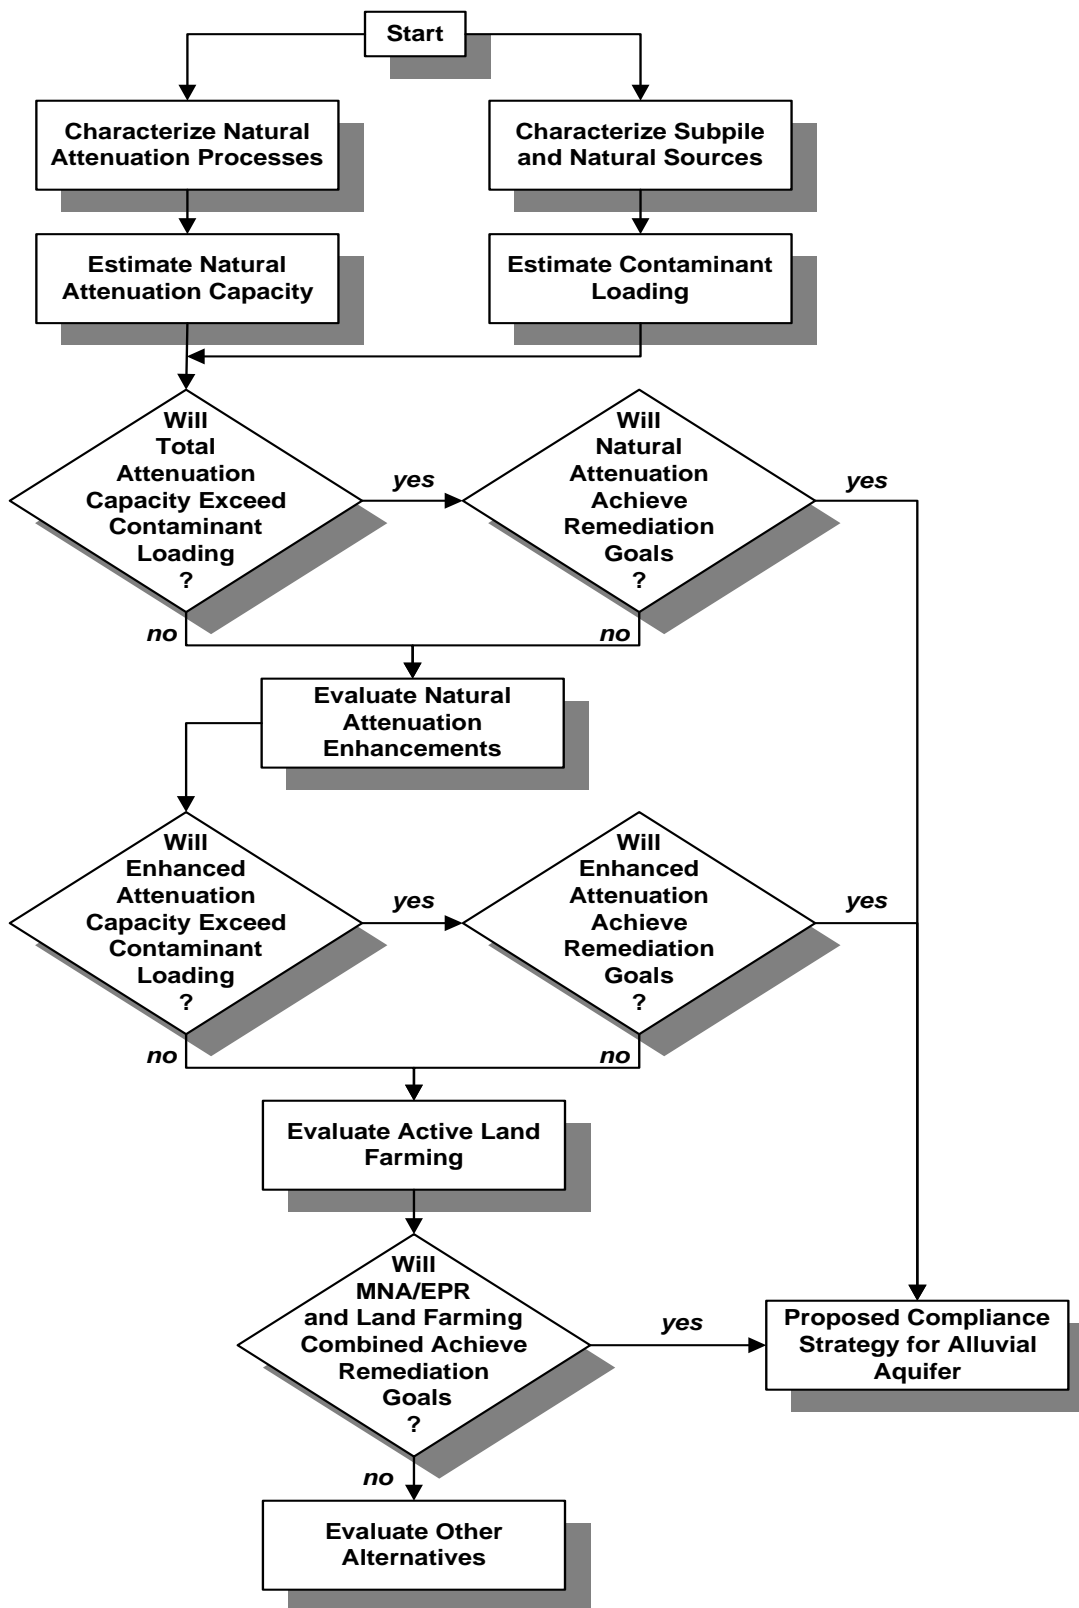 Start
Characterize Natural
Attenuation Processes
Characterize Subpile
and Natural Sources
Estimate Natural
Attenuation Capacity
Estimate Contaminant
Loading
Will
Total
Attenuation
Capacity Exceed
Contaminant
Loading
?
yes
Will
Natural
Attenuation
Achieve
Remediation
Goals
?
yes
no
no
Evaluate Natural
Attenuation
Enhancements
Will
Enhanced
Attenuation
Capacity Exceed
Contaminant
Loading
?
yes
Will
Enhanced
Attenuation
Achieve
Remediation
Goals
?
yes
no
no
Evaluate Active Land
Farming
Will
MNA/EPR
and Land Farming
Combined Achieve
Remediation
Goals
?
yes
Proposed Compliance
Strategy for Alluvial
Aquifer
no
Evaluate Other
Alternatives